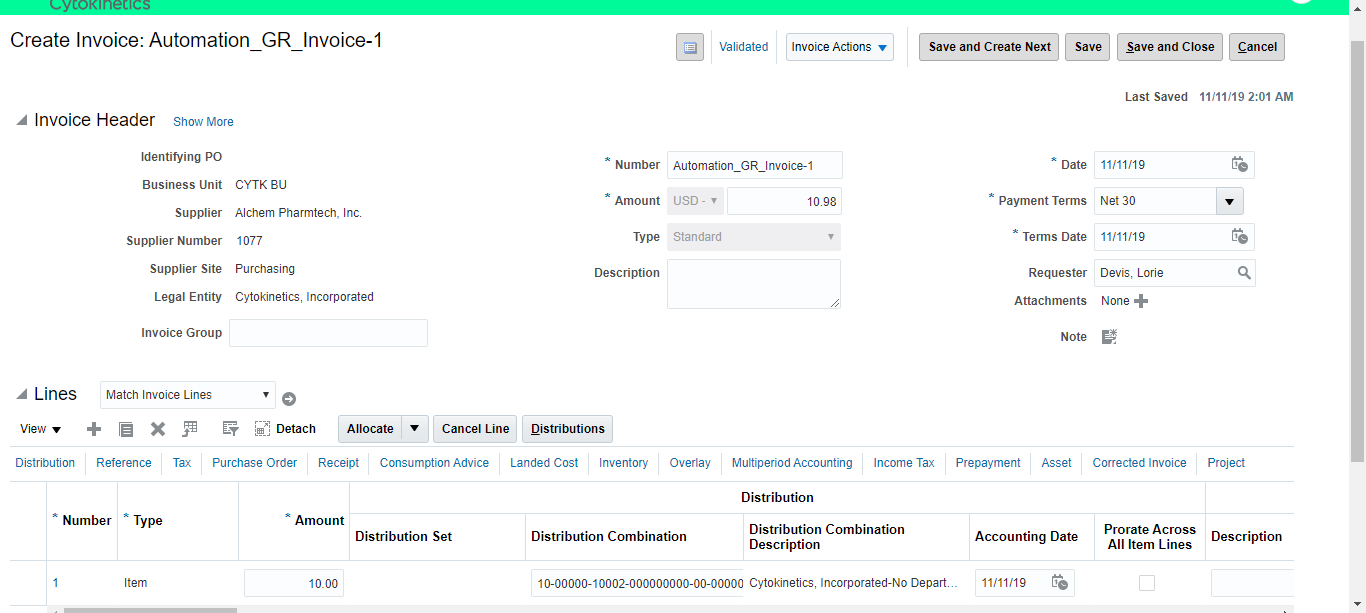 Cytokinetics
Create Invoice: Automation_GR_Invoice-1
Validated
Invoice Actions
Save and Create Next
Save
Save and Close
Cancel
Last Saved 11/11/19 2:01 AM
Invoice Header Show More
Identifying PO
Business Unit CYTK BU
Supplier Alchem Pharmtech, Inc.
Supplier Number 1077
Supplier Site Purchasing
Legal Entity Cytokinetics, Incorporated
Invoice Group
* Number Automation_GR_Invoice-1
* Amount USD - 10.98
Type Standard
Description
* Date 11/11/19
* Payment Terms Net 30
* Terms Date 11/11/19
Requester Devis, Lorie
Attachments None
Note
Lines Match Invoice Lines
View Detach Allocate Cancel Line Distributions
Distribution Reference Tax Purchase Order Receipt Consumption Advice Landed Cost Inventory Overlay Multiperiod Accounting Income Tax Prepayment Asset Corrected Invoice Project
Distribution
* Number * Type * Amount
Distribution Set
Distribution Combination
Distribution Combination
Description
Accounting Date
Prorate Across
All Item Lines
Description
1 Item 10.00 10-00000-10002-000000000-00-00000 Cytokinetics, Incorporated-No Depart... 11/11/19